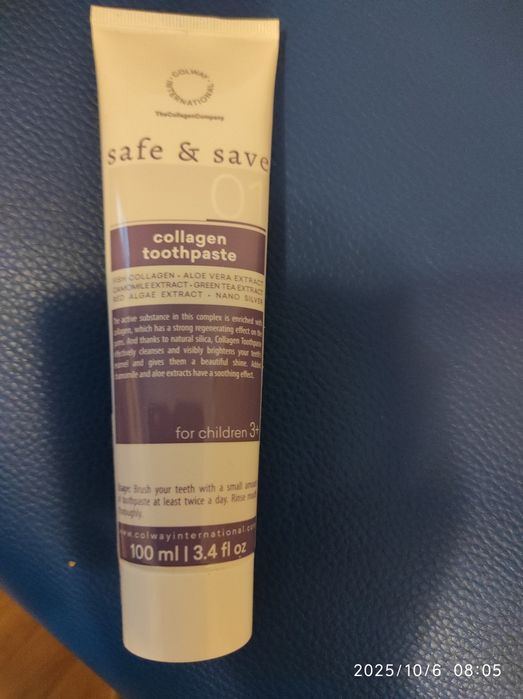 COLWAY INTERNATIONAL
TheCollagenCompany
safe & save
01
collagen
toothpaste
FISH COLLAGEN • ALOE VERA EXTRACT
CAMOMILE EXTRACT • GREEN TEA EXTRACT
RED ALGAE EXTRACT • NANO SILVER
The active substance in this complex is enriched with
collagen, which has a strong regenerating effect on the
gums. And thanks to natural silica, Collagen Toothpaste
effectively cleanses and visibly brightens your teeth
enamel and gives them a beautiful shine. Added
chamomile and aloe extracts have a soothing effect.
for children 3+
Usage: Brush your teeth with a small amount
of toothpaste at least twice a day. Rinse mouth
thoroughly.
www.colwayinternational.com
100 ml | 3.4 fl oz
2025/10/6 08:05